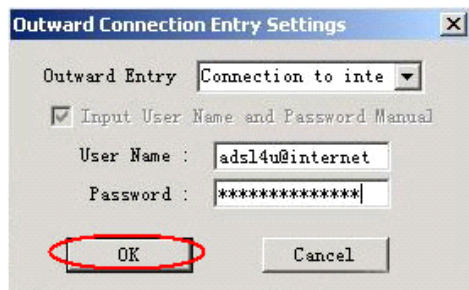 Outward Connection Entry Settings
Outward Entry Connection to inte
Input User Name and Password Manual
User Name : adsl4u@internet
Password : **************
OK Cancel